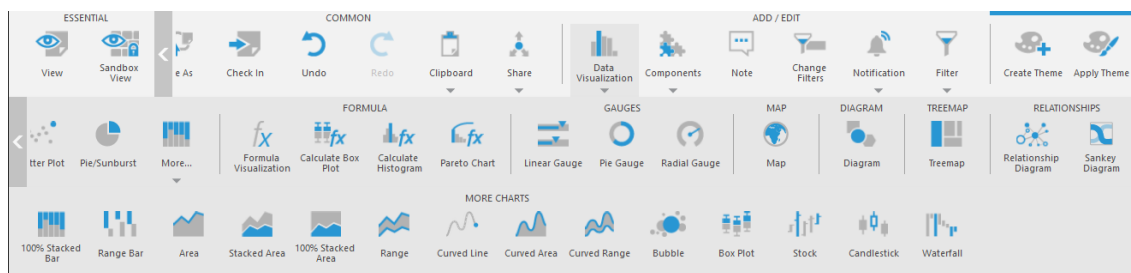 ESSENTIAL COMMON ADD / EDIT
View Sandbox View e As Check In Undo Redo Clipboard Share Data Visualization Components Note Change Filters Notification Filter Create Theme Apply Theme
FORMULA GAUGES MAP DIAGRAM TREEMAP RELATIONSHIPS
tter Plot Pie/Sunburst More... Formula Visualization Calculate Box Plot Calculate Histogram Pareto Chart Linear Gauge Pie Gauge Radial Gauge Map Diagram Treemap Relationship Diagram Sankey Diagram
MORE CHARTS
100% Stacked Bar Range Bar Area Stacked Area 100% Stacked Area Range Curved Line Curved Area Curved Range Bubble Box Plot Stock Candlestick Waterfall